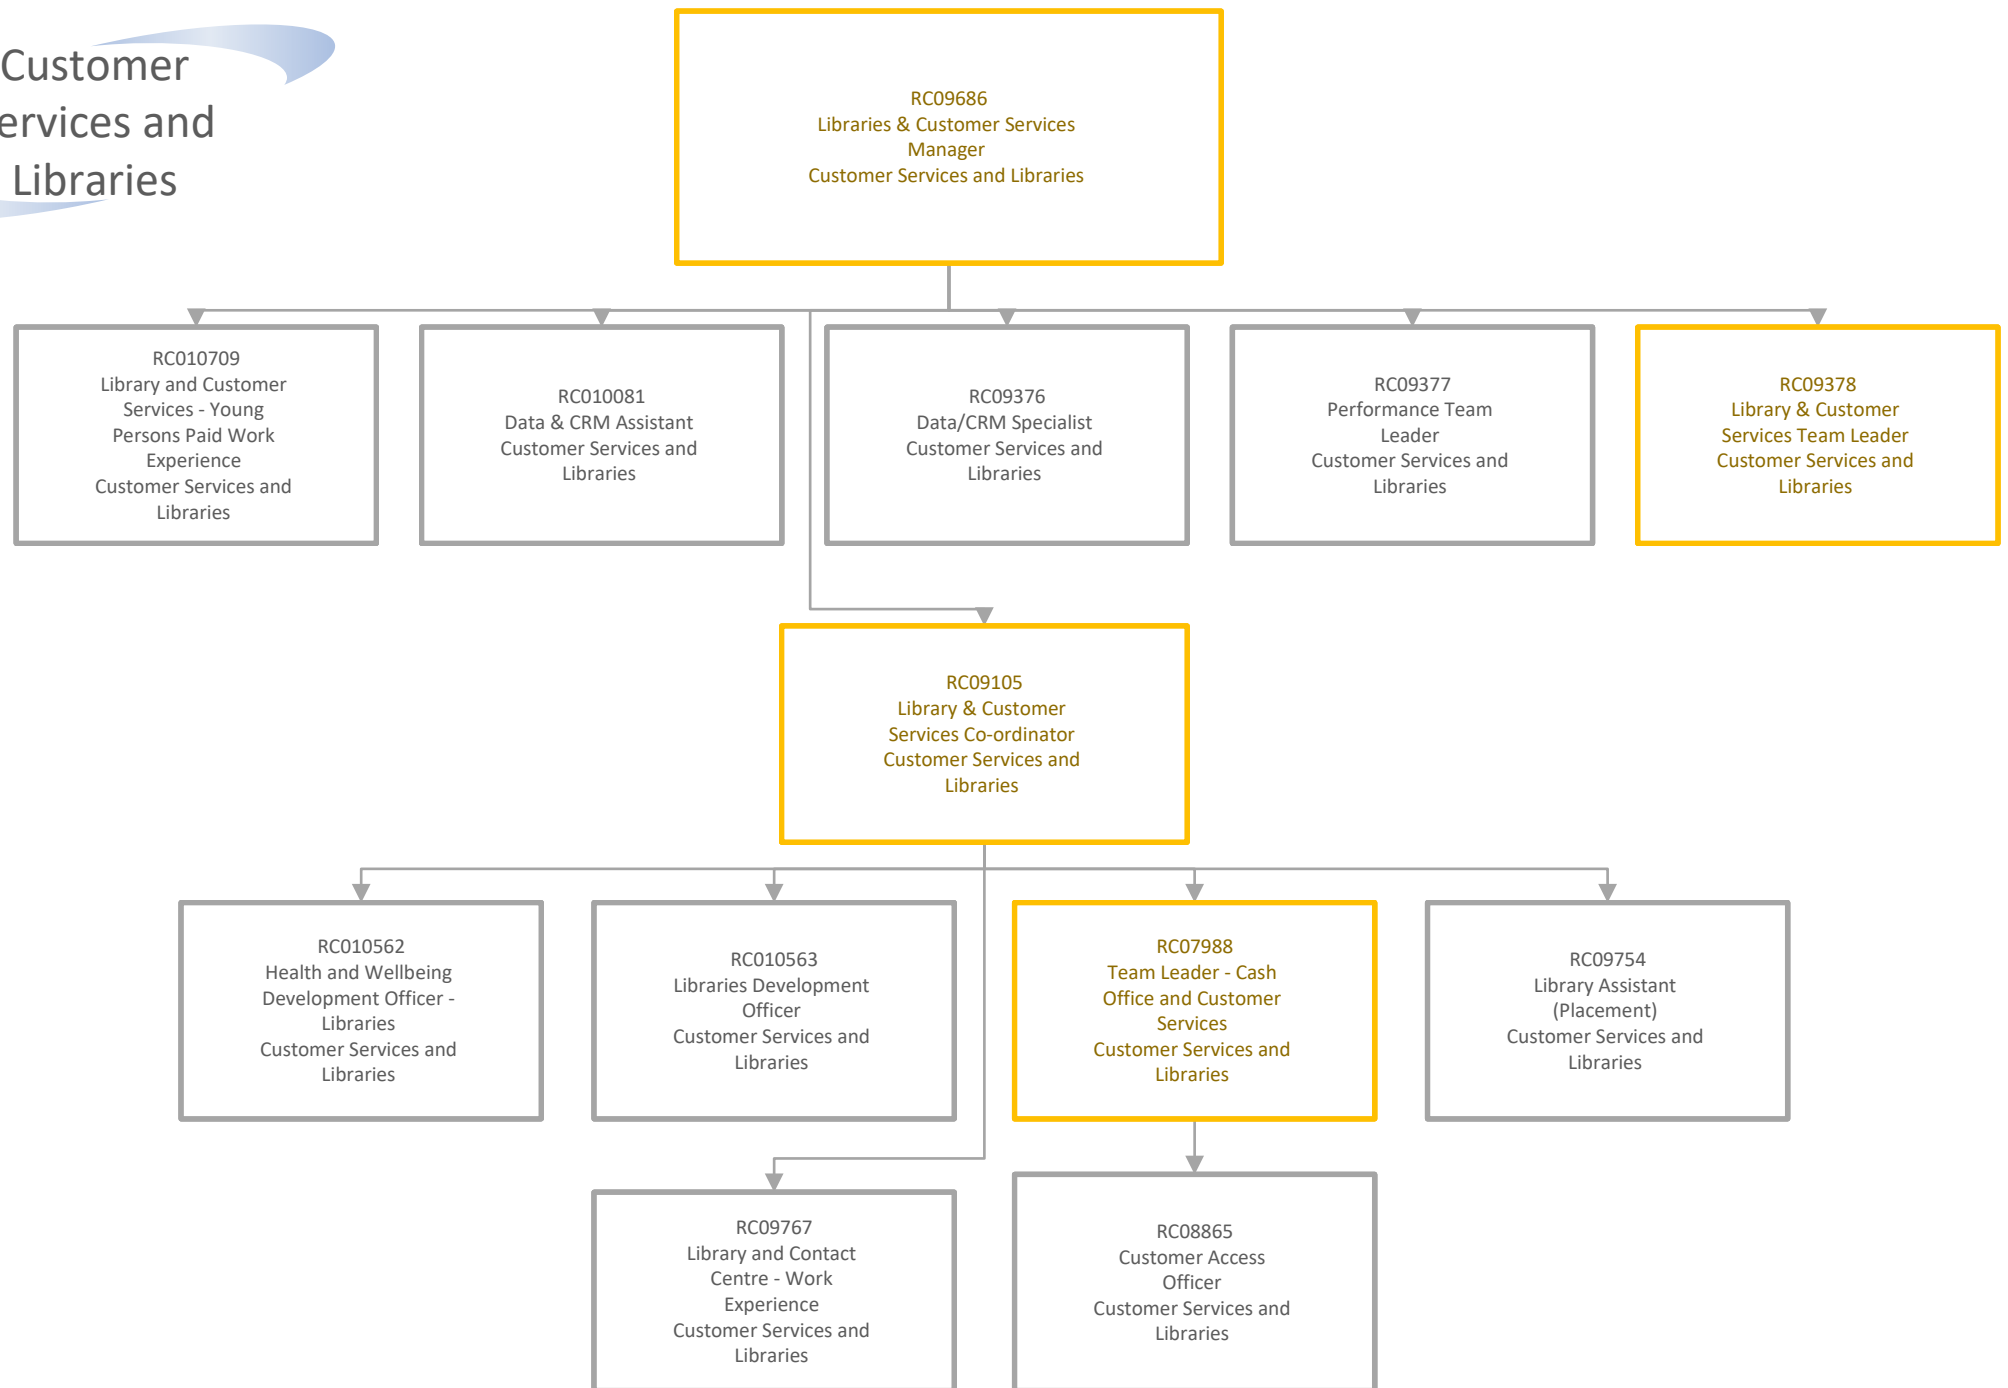 Customer
ervices and
Libraries
RC09686
Libraries & Customer Services
Manager
Customer Services and Libraries
RC010709
Library and Customer
Services - Young
Persons Paid Work
Experience
Customer Services and
Libraries
RC010081
Data & CRM Assistant
Customer Services and
Libraries
RC09376
Data/CRM Specialist
Customer Services and
Libraries
RC09377
Performance Team
Leader
Customer Services and
Libraries
RC09378
Library & Customer
Services Team Leader
Customer Services and
Libraries
RC09105
Library & Customer
Services Co-ordinator
Customer Services and
Libraries
RC010562
Health and Wellbeing
Development Officer -
Libraries
Customer Services and
Libraries
RC010563
Libraries Development
Officer
Customer Services and
Libraries
RC07988
Team Leader - Cash
Office and Customer
Services
Customer Services and
Libraries
RC09754
Library Assistant
(Placement)
Customer Services and
Libraries
RC09767
Library and Contact
Centre - Work
Experience
Customer Services and
Libraries
RC08865
Customer Access
Officer
Customer Services and
Libraries